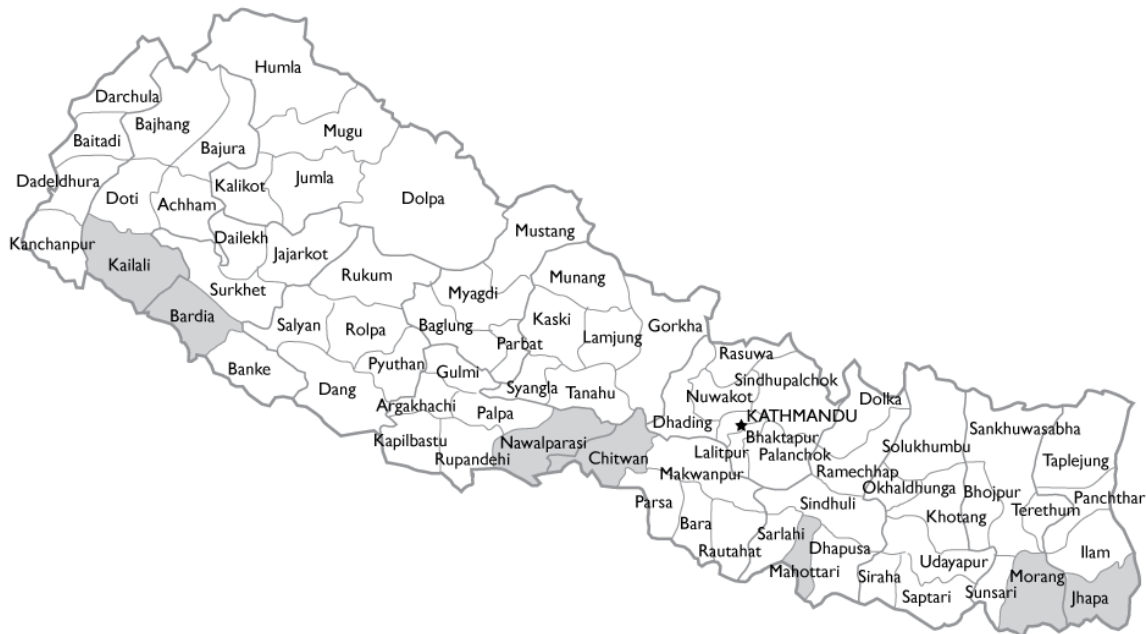 Humla
Darchula
Bajhang
Mugu
Baitadi
Bajura
Jumla
Kalikot
Dadeldhura
Doti
Achham
Dolpa
Mustang
Dailekh
Kanchanpur
Jajarkot
Kailali
Rukum
Munang
Surkhet
Myagdi
Bardia
Salyan
Rolpa
Baglung
Kaski
Gorkha
Lamjung
Parbat
Rasuwa
Banke
Pyuthan
Gulmi
Sindhupalchok
Dang
Syangla
Tanahu
Nuwakot
Dolka
Argakhachi
Palpa
KATHMANDU
Dhading
Sankhuwasabha
Kapilbastu
Nawalparasi
Bhaktapur
Solukhumbu
Rupandehi
Chitwan
Lalitpur
Palanchok
Taplejung
Makwanpur
Ramechhap
Okhaldhunga
Bhojpur
Panchthar
Parsa
Sindhuli
Terethum
Khotang
Bara
Sarlahi
Rautahat
Dhapusa
Ilam
Udayapur
Mahottari
Siraha
Morang
Saptari
Sunsari
Jhapa